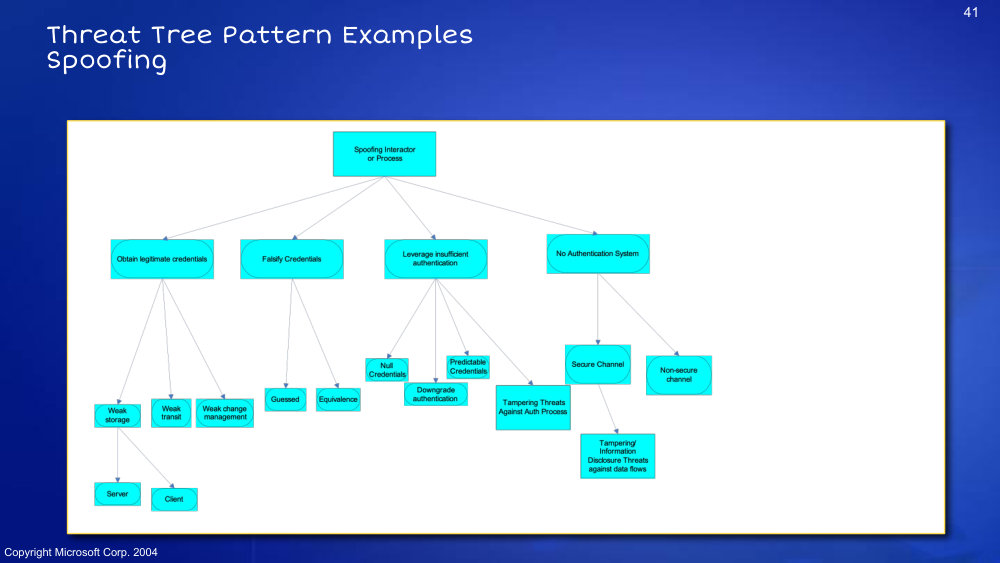 41
Threat Tree Pattern Examples
Spoofing
Spoofing Interactor
or Process
Obtain legitimate credentials
Falsify Credentials
Leverage insufficient
authentication
No Authentication System
Null
Credentials
Predictable
Credentials
Secure Channel
Non-secure
channel
Downgrade
authentication
Guessed
Equivalence
Tampering Threats
Against Auth Process
Weak
storage
Weak
transit
Weak change
management
Tampering/
Information
Disclosure Threats
against data flows
Server
Client
Copyright Microsoft Corp. 2004